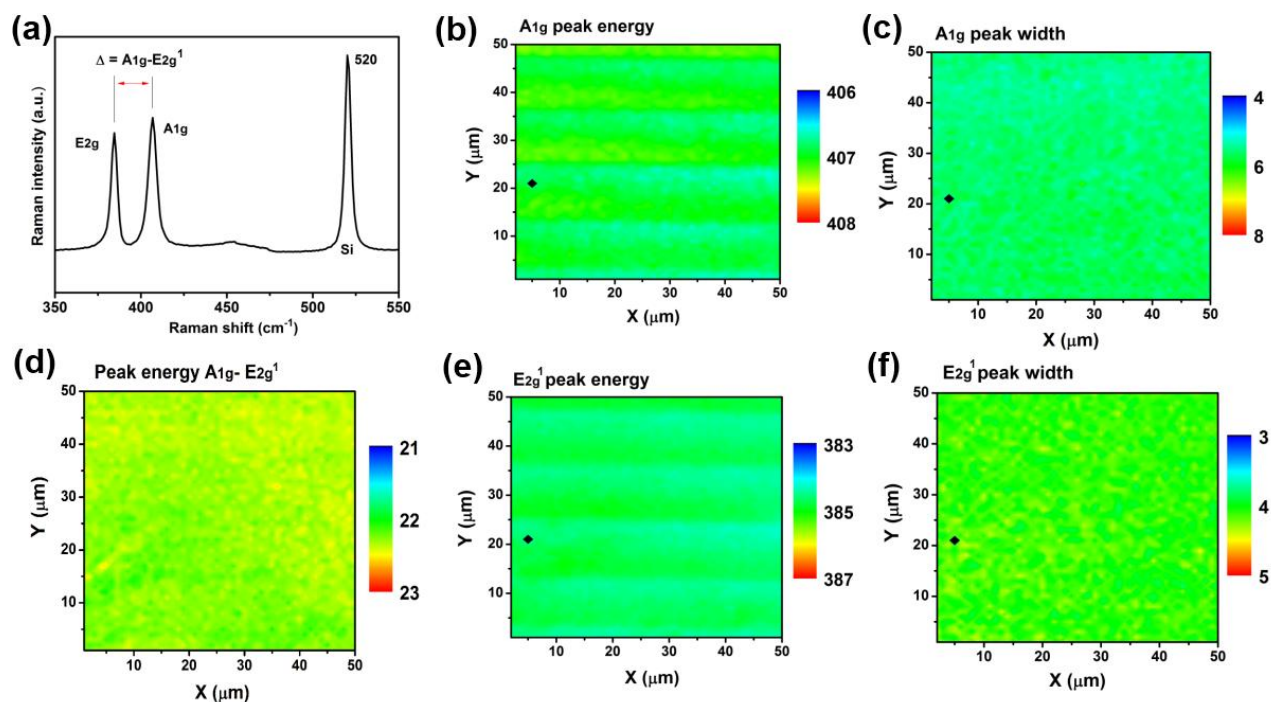 (a)
Δ = A1g-E2g¹
520
E2g
A1g
Si
Raman intensity (a.u.)
350 400 450 500 550
Raman shift (cm⁻¹)
(b)
A1g peak energy
50
40
30
20
10
Y (μm)
10 20 30 40 50
X (μm)
406
407
408
(c)
A1g peak width
50
40
30
20
10
Y (μm)
10 20 30 40 50
X (μm)
4
5
6
7
8
(d)
Peak energy A1g- E2g¹
50
40
30
20
10
Y (μm)
10 20 30 40 50
X (μm)
21
22
23
(e)
E2g¹ peak energy
50
40
30
20
10
Y (μm)
10 20 30 40 50
X (μm)
383
385
387
(f)
E2g¹ peak width
50
40
30
20
10
Y (μm)
10 20 30 40 50
X (μm)
3
4
5